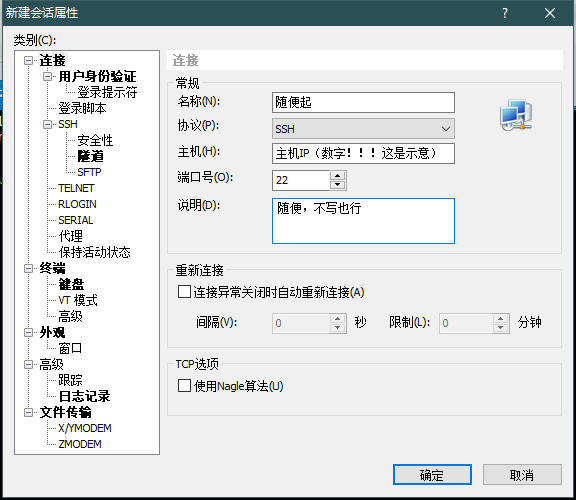 新建会话属性
类别(C):
连接
用户身份验证
登录提示符
登录脚本
SSH
安全性
隧道
SFTP
TELNET
RLOGIN
SERIAL
代理
保持活动状态
终端
键盘
VT 模式
高级
外观
窗口
高级
跟踪
日志记录
文件传输
X/YMODEM
ZMODEM
连接
常规
名称(N): 随便起
协议(P): SSH
主机(H): 主机IP（数字！！！这是示意）
端口号(O): 22
说明(D): 随便，不写也行
重新连接
连接异常关闭时自动重新连接(A)
间隔(V): 0 秒 限制(L): 0 分钟
TCP选项
使用Nagle算法(U)
确定 取消